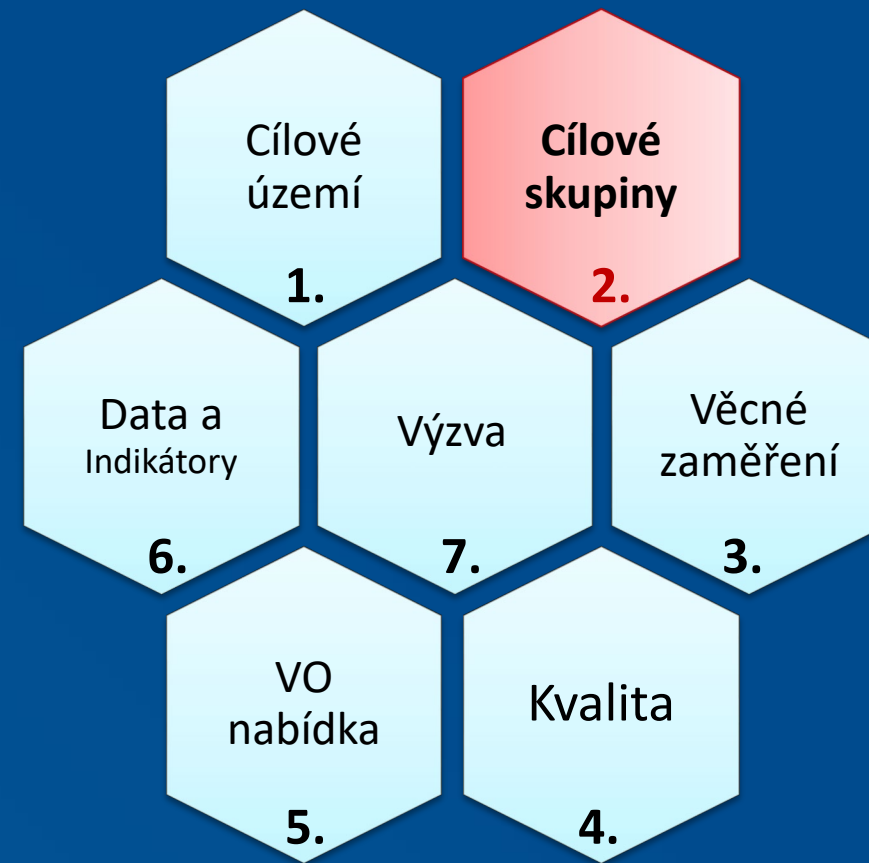 Cílové
území
1.
Cílové
skupiny
2.
Data a
Indikátory
6.
Výzva
7.
Věcné
zaměření
3.
VO
nabídka
5.
Kvalita
4.